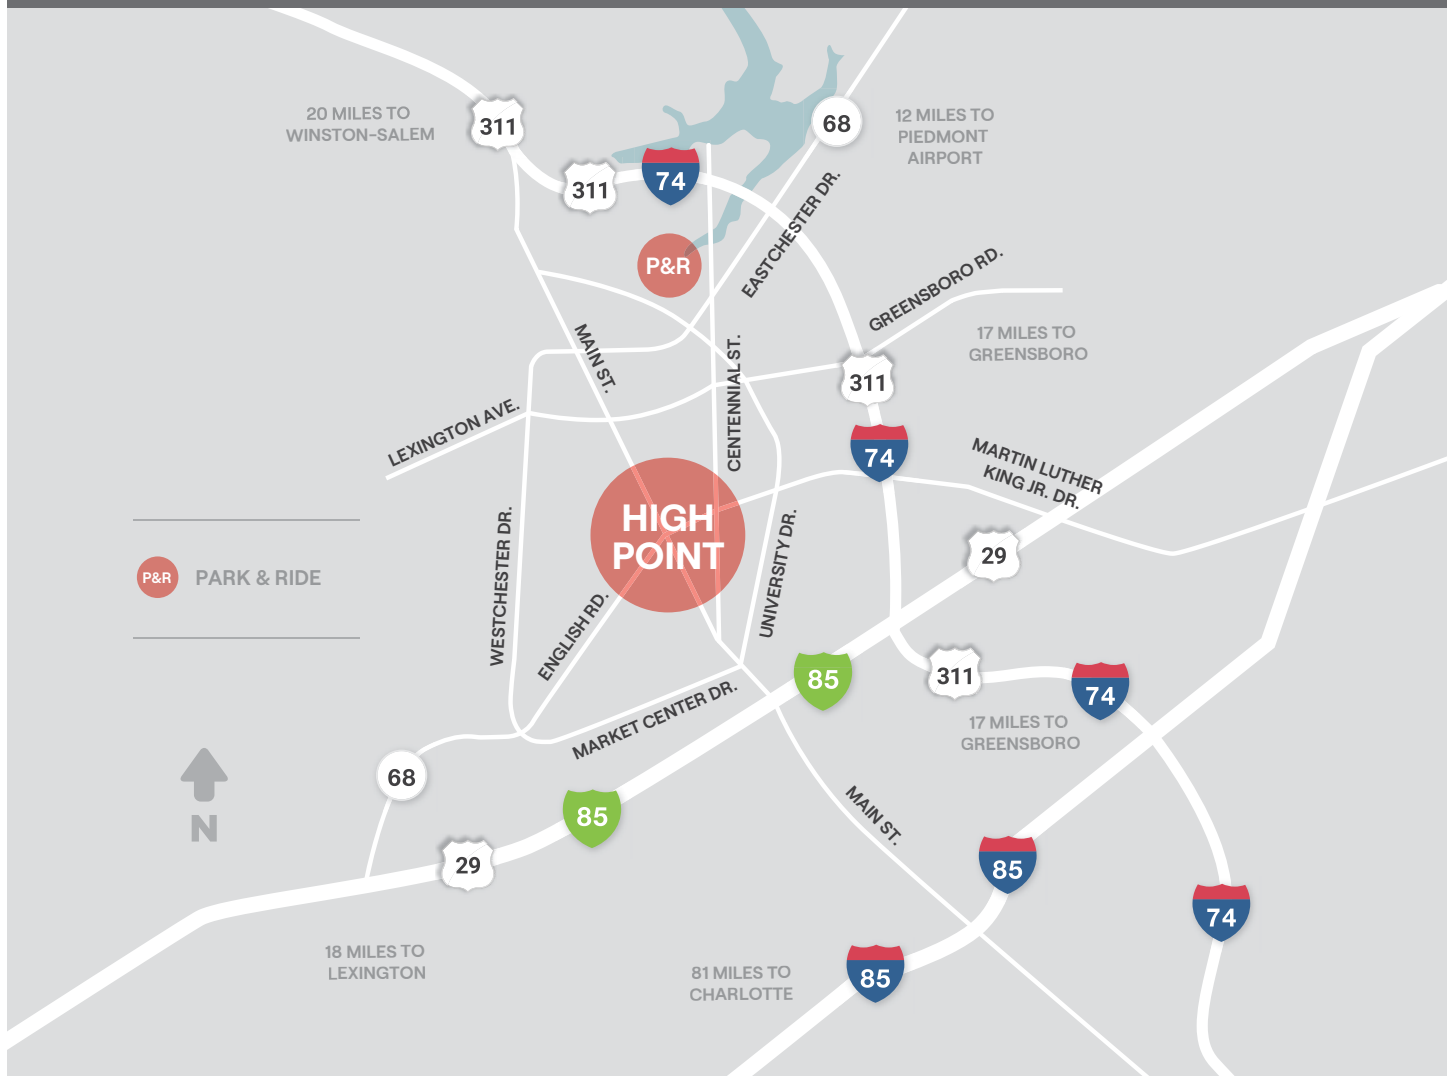 20 MILES TO
WINSTON-SALEM
311
68
12 MILES TO
PIEDMONT
AIRPORT
311
74
P&R
EASTCHESTER DR.
GREENSBORO RD.
17 MILES TO
GREENSBORO
MAIN ST.
CENTENNIAL ST.
311
LEXINGTON AVE.
74
MARTIN LUTHER
KING JR. DR.
HIGH
POINT
WESTCHESTER DR.
UNIVERSITY DR.
29
P&R
PARK & RIDE
ENGLISH RD.
85
311
74
MARKET CENTER DR.
17 MILES TO
GREENSBORO
68
N
85
MAIN ST.
29
85
74
18 MILES TO
LEXINGTON
81 MILES TO
CHARLOTTE
85